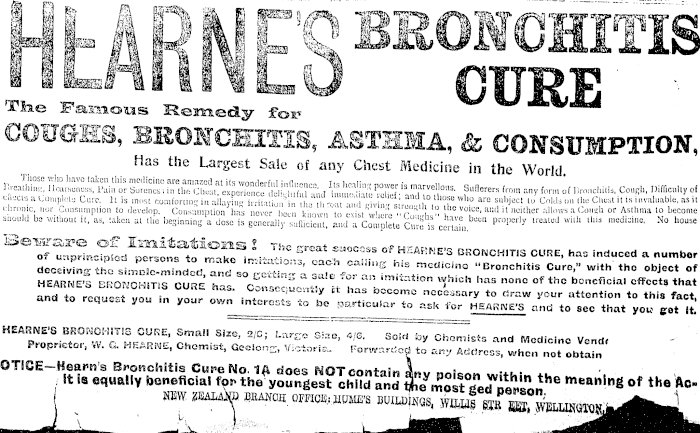 HEARNE'S BRONCHITIS
CURE
The Famous Remedy for
COUGHS, BRONCHITIS, ASTHMA, & CONSUMPTION,
Has the Largest Sale of any Chest Medicine in the World.
Those who have taken this medicine are amazed at its wonderful influence. Its healing power is marvellous. Sufferers from any form of Bronchitis, Cough, Difficulty of
Breathing, Hoarseness, Pain or Soreness in the Chest, experience delightful and immediate relief; and to those who are subject to Colds on the Chest it is invaluable, as it
effects a Complete Cure. It is most comforting in allaying irritation in the throat and giving strength to the voice, and it neither allows a Cough or Asthma to become
chronic, nor Consumption to develop. Consumption has never been known to exist where "Coughs" have been properly treated with this medicine. No house
should be without it, as, taken at the beginning a dose is generally sufficient, and a Complete Cure is certain.
Beware of Imitations! The great success of HEARNE'S BRONCHITIS CURE, has induced a number
of unprincipled persons to make imitations, each calling his medicine "Bronchitis Cure," with the object of
deceiving the simple-minded, and so getting a sale for an imitation which has none of the beneficial effects that
HEARNE'S BRONCHITIS CURE has. Consequently it has become necessary to draw your attention to this fact,
and to request you in your own interests to be particular to ask for HEARNE'S and to see that you get it.
HEARNE'S BRONCHITIS CURE, Small Size, 2/6; Large Size, 4/6. Sold by Chemists and Medicine Vend
Proprietor, W. G. HEARNE, Chemist, Geelong, Victoria. Forwarded to any Address, when not obtain
OTICE—Hearn's Bronchitis Cure No. 1A does NOT contain any poison within the meaning of the Ac-
It is equally beneficial for the youngest child and the most ged person.
NEW ZEALAND BRANCH OFFICE: HUME'S BUILDINGS, WILLIS STR EET, WELLINGTON.